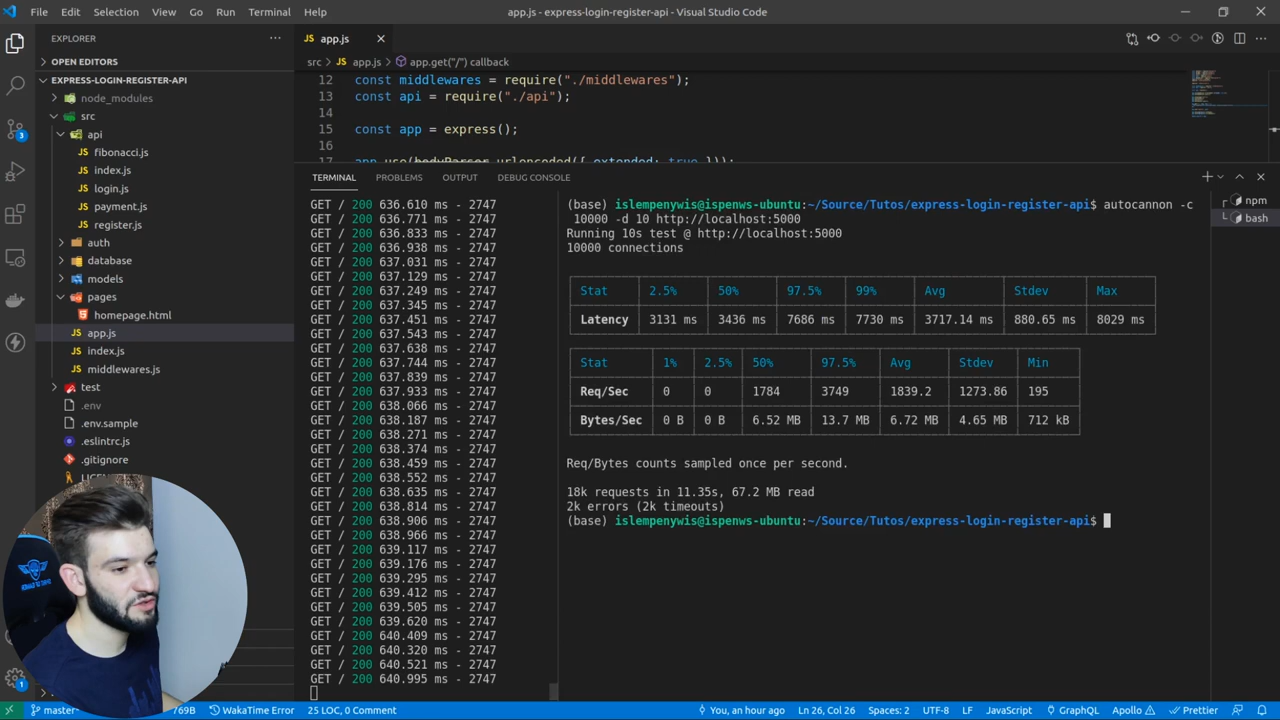 File Edit Selection View Go Run Terminal Help
app.js - express-login-register-api - Visual Studio Code
EXPLORER
OPEN EDITORS
EXPRESS-LOGIN-REGISTER-API
node_modules
src
api
fibonacci.js
index.js
login.js
payment.js
register.js
auth
database
models
pages
homepage.html
app.js
index.js
middlewares.js
test
.env
.env.sample
.eslintrc.js
.gitignore
app.js
src > app.js > app.get("/") callback
12 const middlewares = require("./middlewares");
13 const api = require("./api");
14
15 const app = express();
16
17 app.use(bodyParser.urlencoded({ extended: true }));
TERMINAL PROBLEMS OUTPUT DEBUG CONSOLE
GET / 200 636.610 ms - 2747
GET / 200 636.771 ms - 2747
GET / 200 636.833 ms - 2747
GET / 200 636.938 ms - 2747
GET / 200 637.031 ms - 2747
GET / 200 637.129 ms - 2747
GET / 200 637.249 ms - 2747
GET / 200 637.345 ms - 2747
GET / 200 637.451 ms - 2747
GET / 200 637.543 ms - 2747
GET / 200 637.638 ms - 2747
GET / 200 637.744 ms - 2747
GET / 200 637.839 ms - 2747
GET / 200 637.933 ms - 2747
GET / 200 638.066 ms - 2747
GET / 200 638.187 ms - 2747
GET / 200 638.271 ms - 2747
GET / 200 638.374 ms - 2747
GET / 200 638.459 ms - 2747
GET / 200 638.552 ms - 2747
GET / 200 638.635 ms - 2747
GET / 200 638.814 ms - 2747
GET / 200 638.906 ms - 2747
GET / 200 638.966 ms - 2747
GET / 200 639.117 ms - 2747
GET / 200 639.176 ms - 2747
GET / 200 639.295 ms - 2747
GET / 200 639.412 ms - 2747
GET / 200 639.505 ms - 2747
GET / 200 639.620 ms - 2747
GET / 200 640.409 ms - 2747
GET / 200 640.320 ms - 2747
GET / 200 640.521 ms - 2747
GET / 200 640.995 ms - 2747
(base) islempenywis@ispenws-ubuntu:~/Source/Tutos/express-login-register-api$ autocannon -c
10000 -d 10 http://localhost:5000
Running 10s test @ http://localhost:5000
10000 connections
Stat 2.5% 50% 97.5% 99% Avg Stdev Max
Latency 3131 ms 3436 ms 7686 ms 7730 ms 3717.14 ms 880.65 ms 8029 ms
Stat 1% 2.5% 50% 97.5% Avg Stdev Min
Req/Sec 0 0 1784 3749 1839.2 1273.86 195
Bytes/Sec 0 B 0 B 6.52 MB 13.7 MB 6.72 MB 4.65 MB 712 kB
Req/Bytes counts sampled once per second.
18k requests in 11.35s, 67.2 MB read
2k errors (2k timeouts)
(base) islempenywis@ispenws-ubuntu:~/Source/Tutos/express-login-register-api$
npm
bash
3
1
master
769B
WakaTime Error
25 LOC, 0 Comment
You, an hour ago
Ln 26, Col 26
Spaces: 2
UTF-8
LF
JavaScript
GraphQL
Apollo
Prettier